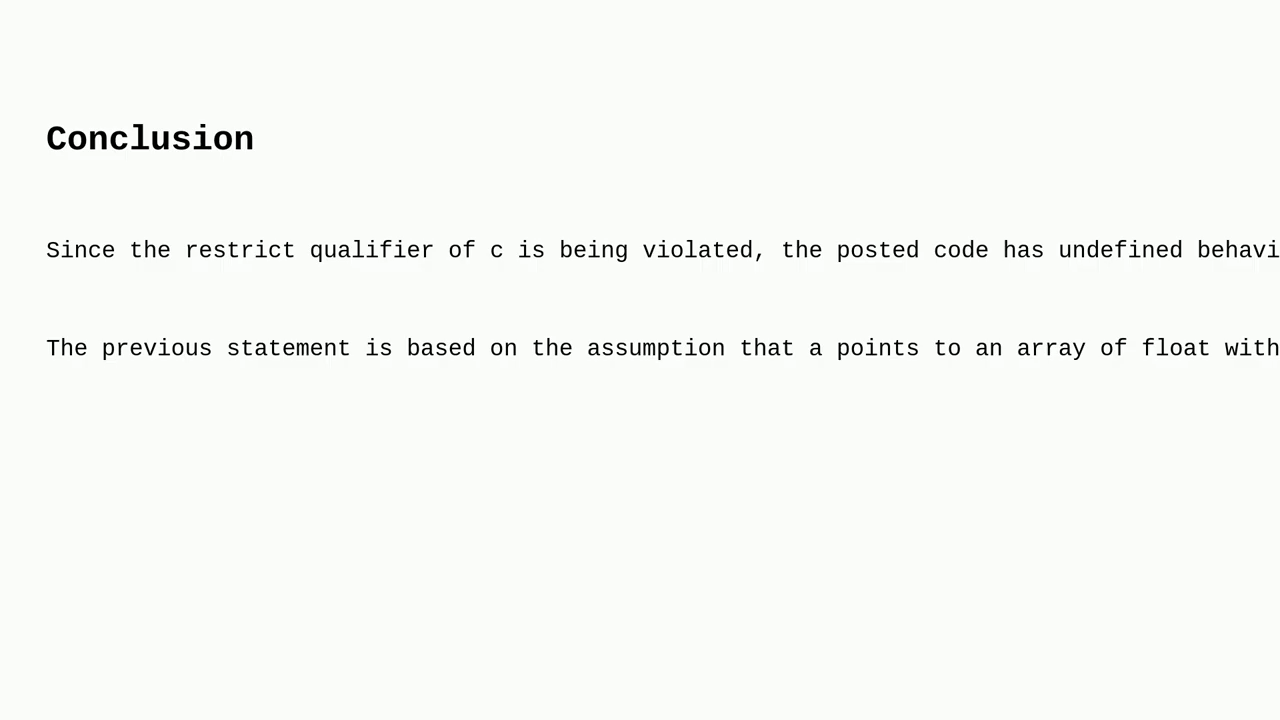 Conclusion
Since the restrict qualifier of c is being violated, the posted code has undefined behavi
The previous statement is based on the assumption that a points to an array of float with